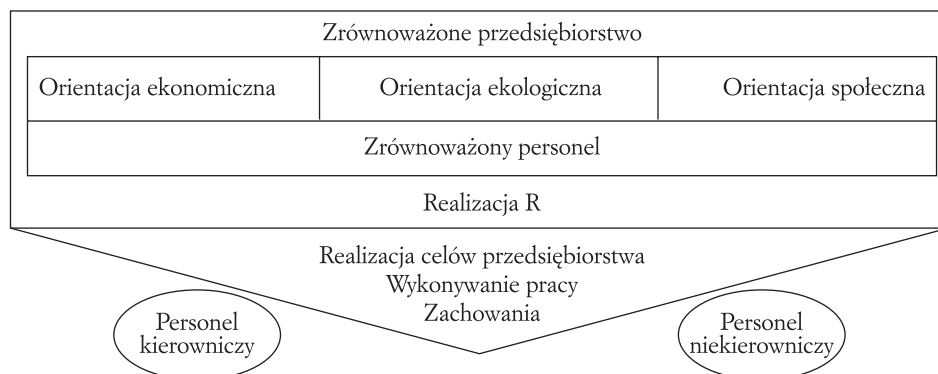 Zrównoważone przedsiębiorstwo
Orientacja ekonomiczna
Orientacja ekologiczna
Orientacja społeczna
Zrównoważony personel
Realizacja R
Realizacja celów przedsiębiorstwa
Wykonywanie pracy
Zachowania
Personel
kierowniczy
Personel
niekierowniczy